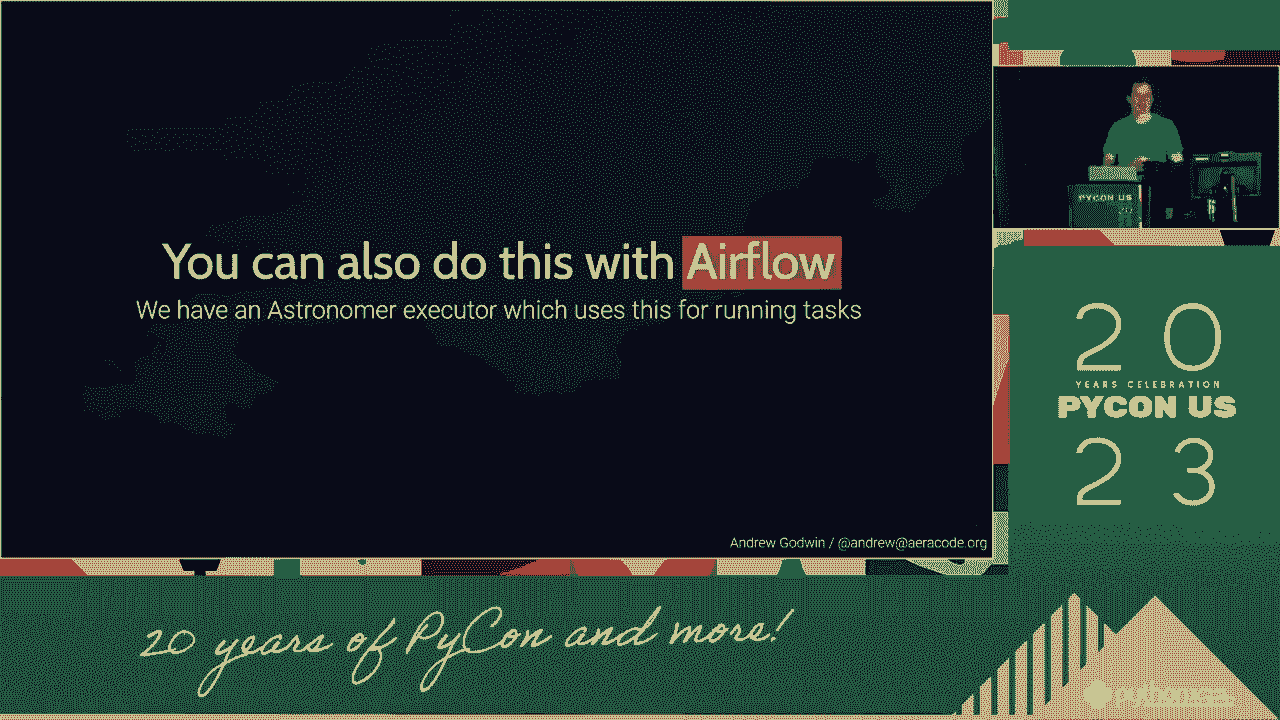 You can also do this with Airflow
We have an Astronomer executor which uses this for running tasks
Andrew Godwin / @andrew@aeracode.org
PYCON US
20
YEARS CELEBRATION
PYCON US
23
20 years of PyCon and more!